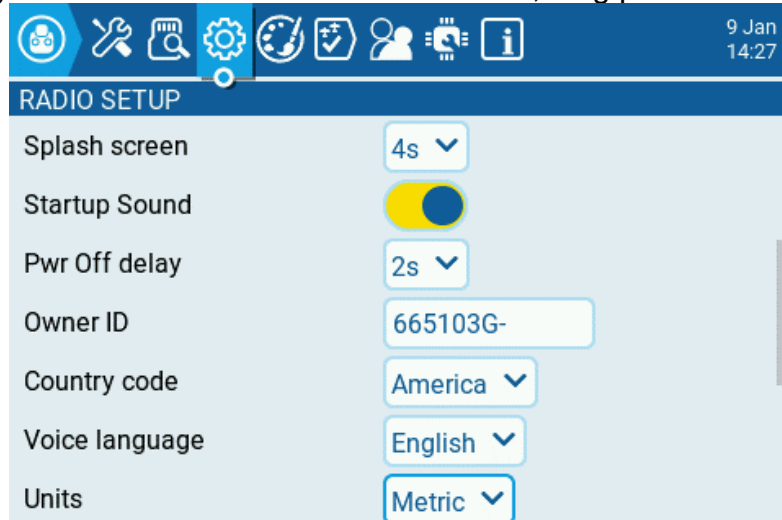 9 Jan
14:27
RADIO SETUP
Splash screen 4s
Startup Sound
Pwr Off delay 2s
Owner ID 665103G-
Country code America
Voice language English
Units Metric